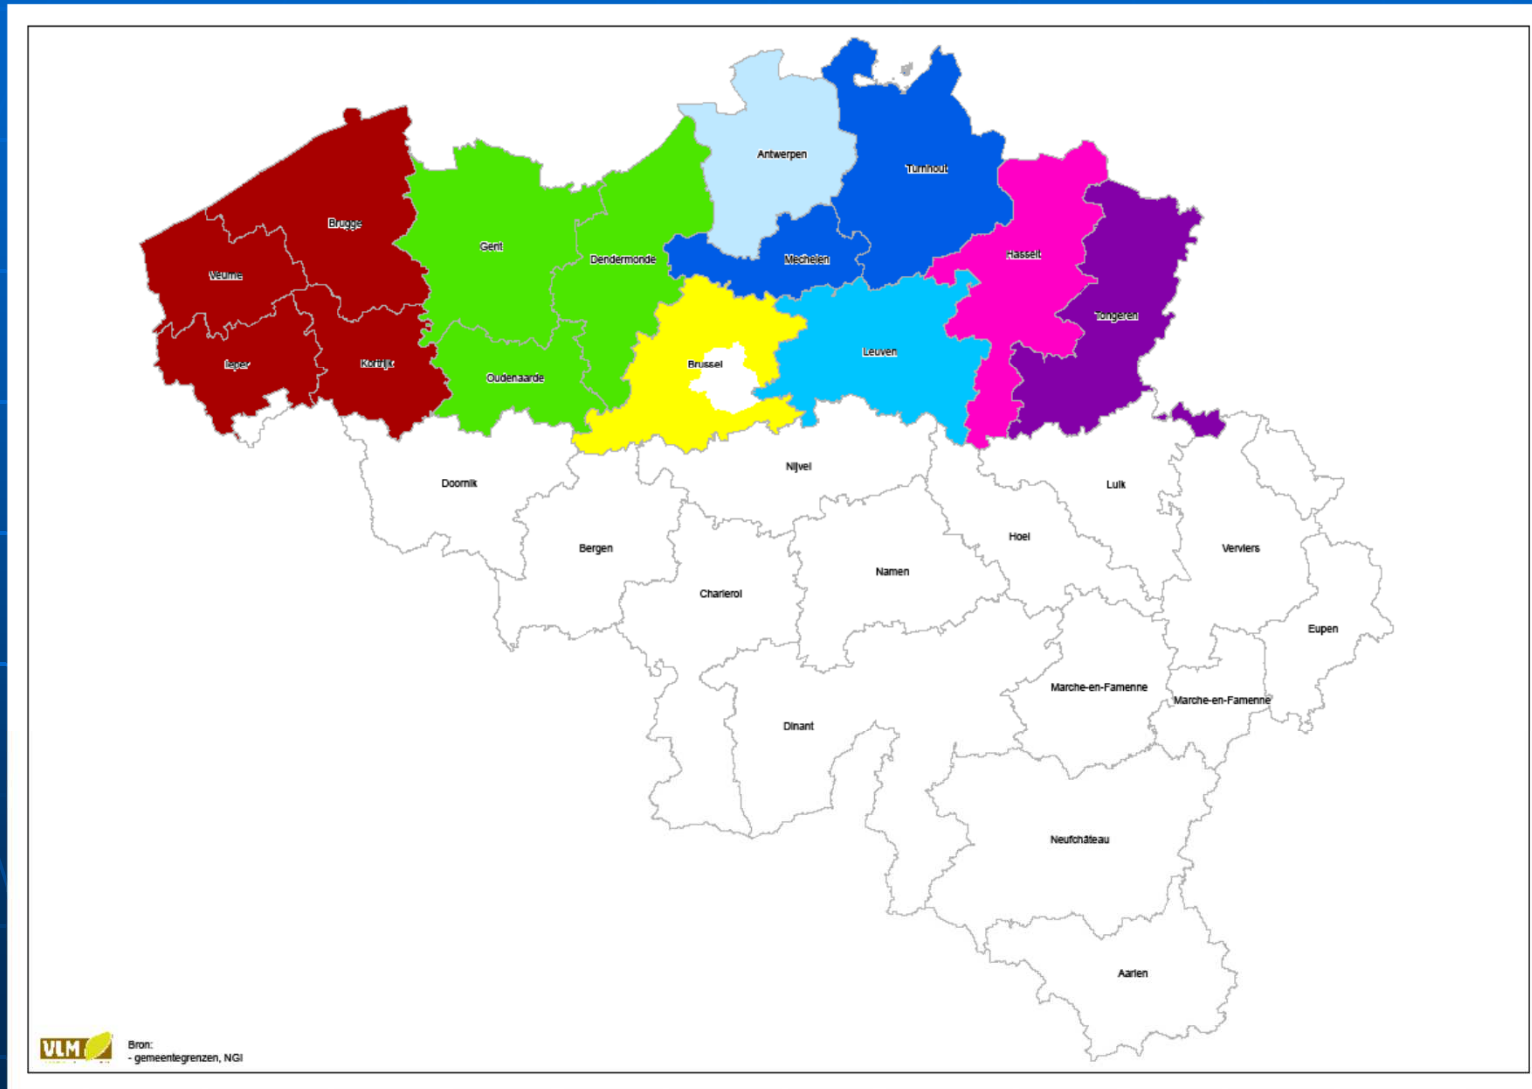 Antwerpen
Turnhout
Brugge
Gent
Hasselt
Dendermonde
Mechelen
Veurne
Tongeren
Leuven
Ieper
Kortrijk
Brussel
Oudenaarde
Nijvel
Doornik
Luik
Hoei
Bergen
Verviers
Namen
Charleroi
Eupen
Marche-en-Famenne
Marche-en-Famenne
Dinant
Neufchâteau
Aarlen
VLM
Bron:
- gemeentegrenzen, NGI